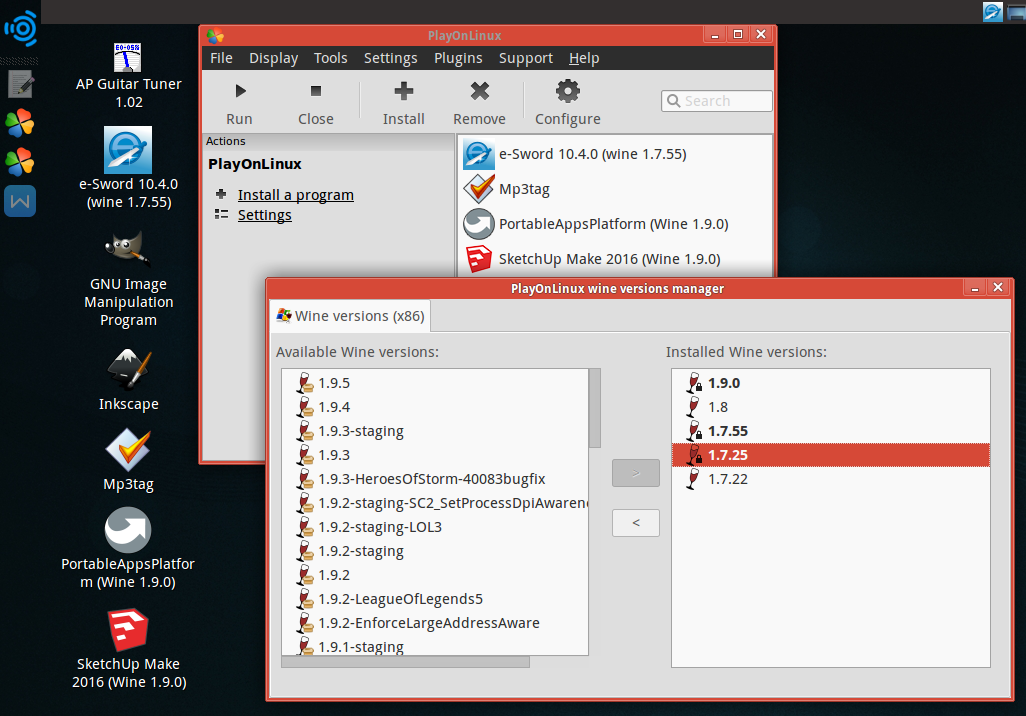 E0-05%
AP Guitar Tuner
1.02
e-Sword 10.4.0
(wine 1.7.55)
GNU Image
Manipulation
Program
Inkscape
Mp3tag
PortableAppsPlatfor
m (Wine 1.9.0)
SketchUp Make
2016 (Wine 1.9.0)
PlayOnLinux
File Display Tools Settings Plugins Support Help
Run Close Install Remove Configure Search
Actions
PlayOnLinux
Install a program
Settings
e-Sword 10.4.0 (wine 1.7.55)
Mp3tag
PortableAppsPlatform (Wine 1.9.0)
SketchUp Make 2016 (Wine 1.9.0)
PlayOnLinux wine versions manager
Wine versions (x86)
Available Wine versions:
1.9.5
1.9.4
1.9.3-staging
1.9.3
1.9.3-HeroesOfStorm-40083bugfix
1.9.2-staging-SC2_SetProcessDpiAwaren
1.9.2-staging-LOL3
1.9.2-staging
1.9.2
1.9.2-LeagueOfLegends5
1.9.2-EnforceLargeAddressAware
1.9.1-staging
>
<
Installed Wine versions:
1.9.0
1.8
1.7.55
1.7.25
1.7.22